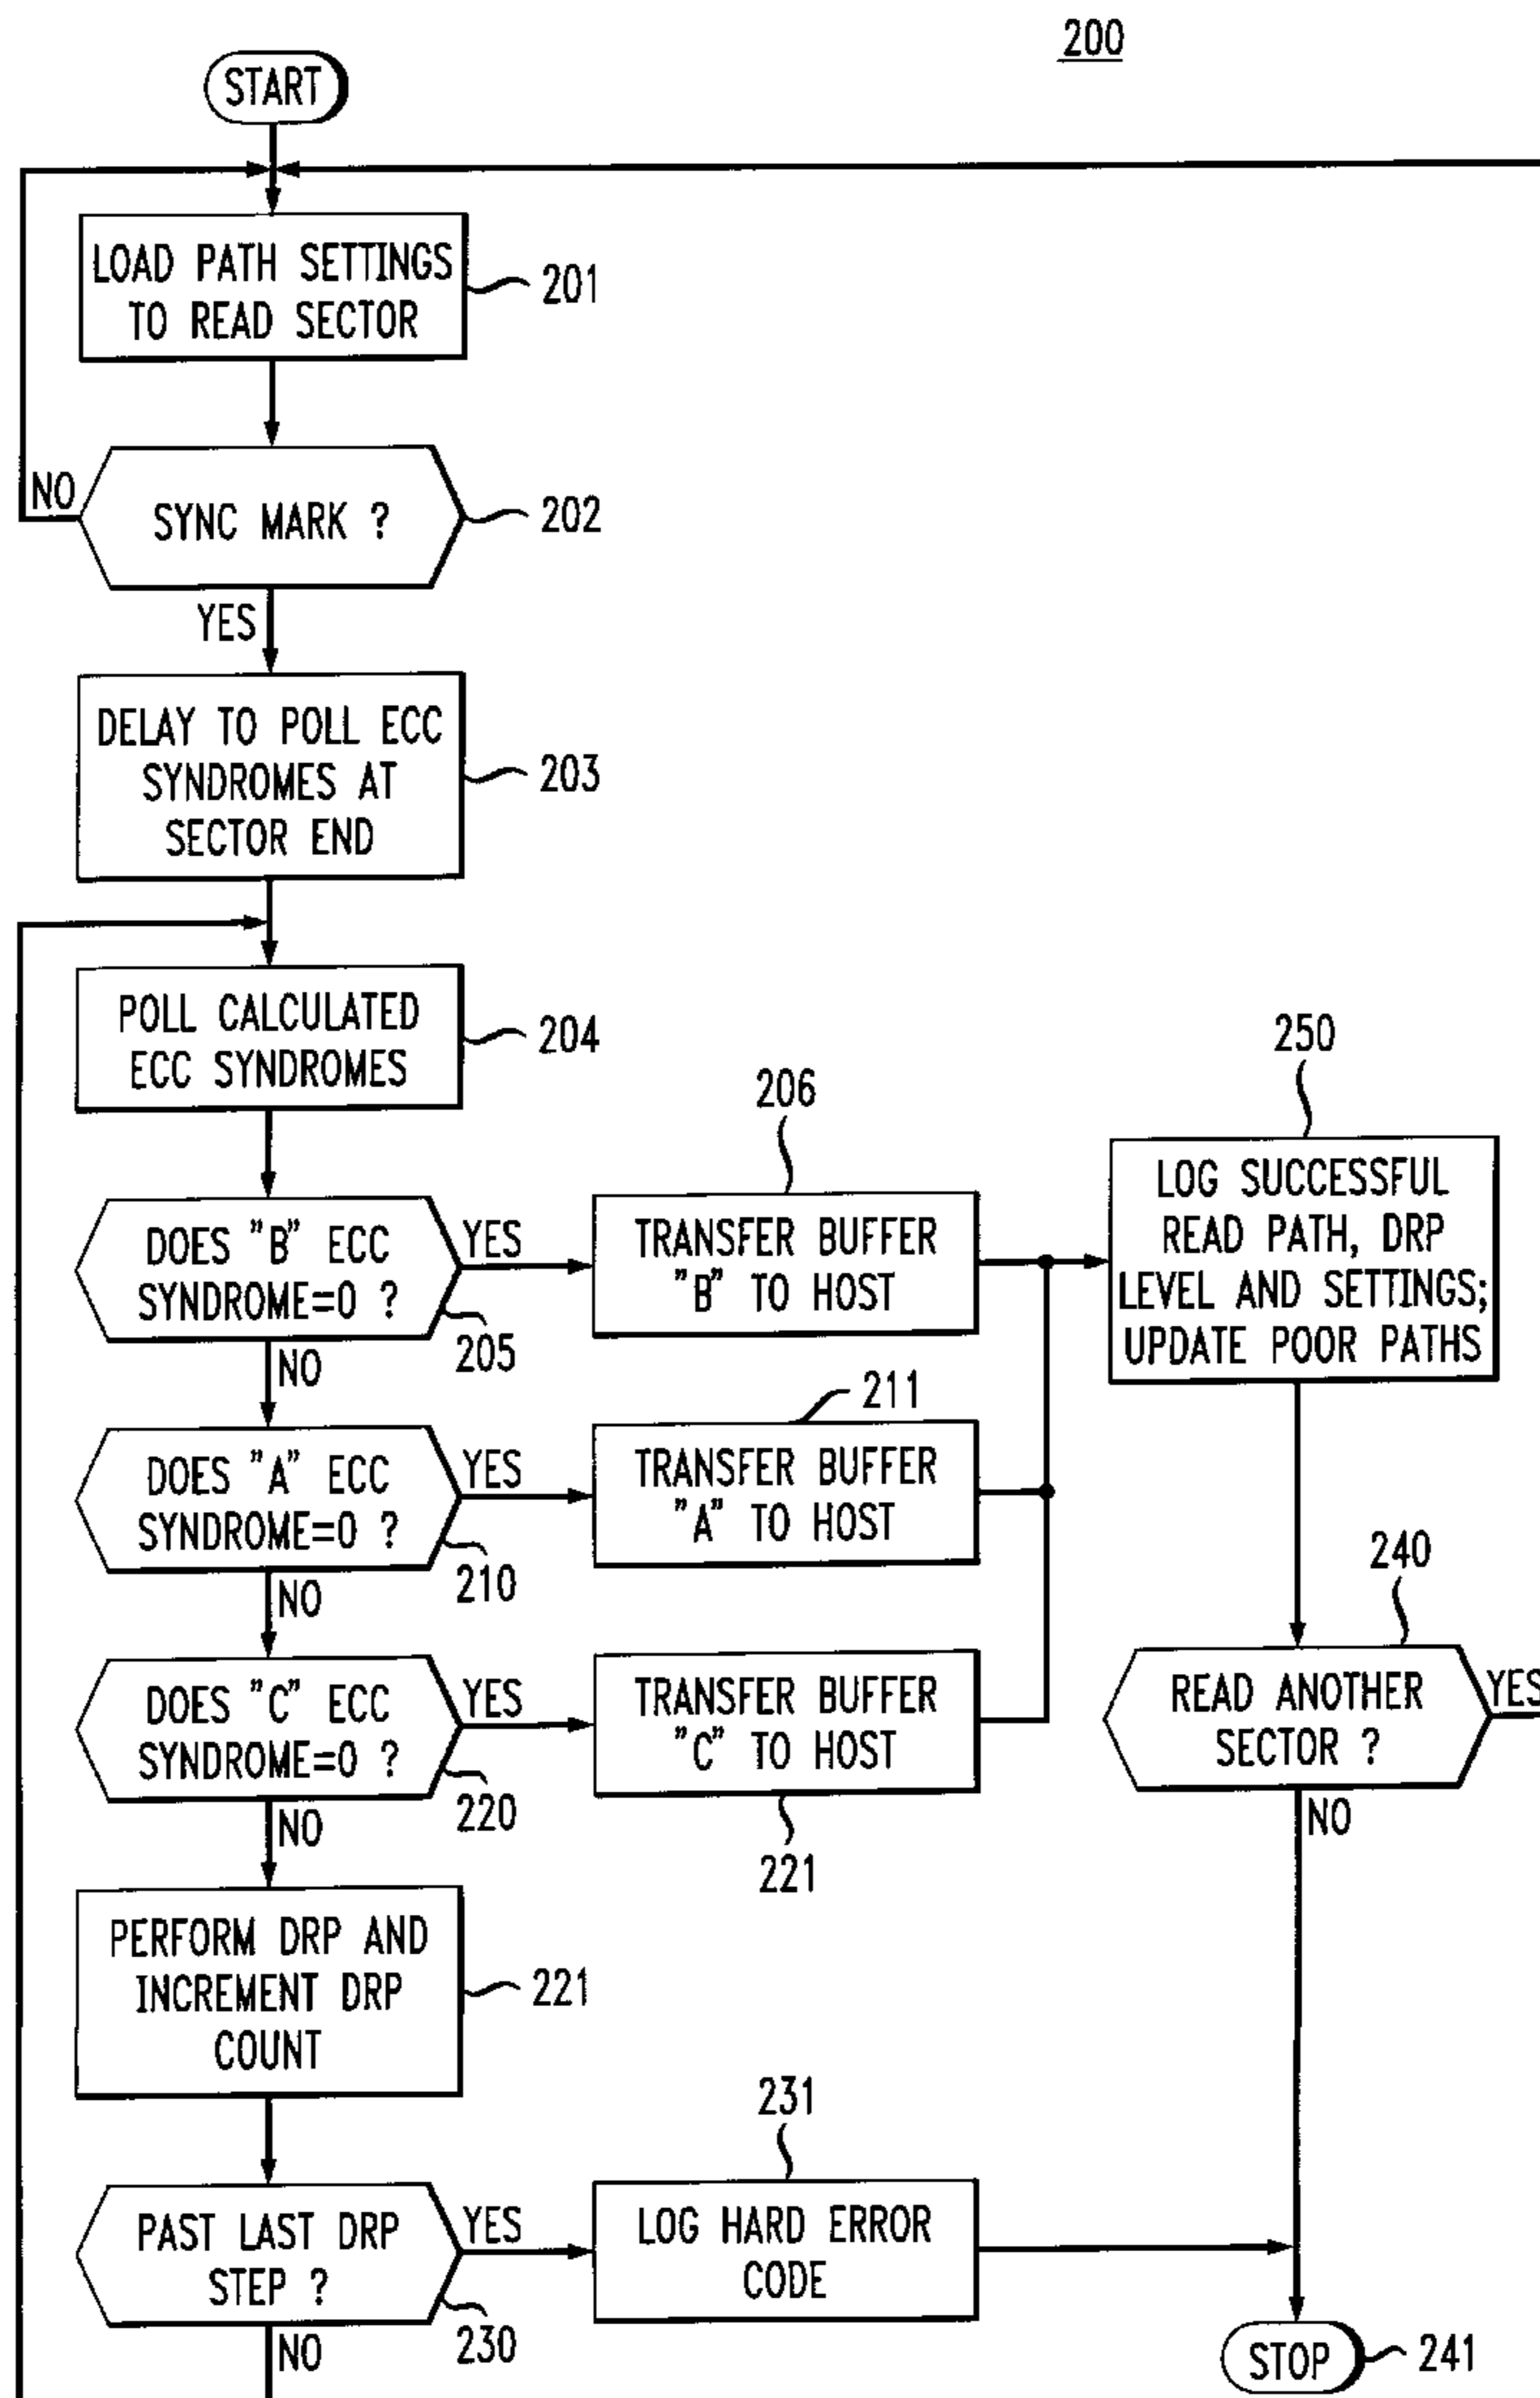 200
START
LOAD PATH SETTINGS
TO READ SECTOR
201
NO
SYNC MARK ?
202
YES
DELAY TO POLL ECC
SYNDROMES AT
SECTOR END
203
POLL CALCULATED
ECC SYNDROMES
204
DOES "B" ECC
SYNDROME=0 ?
205
YES
NO
206
TRANSFER BUFFER
"B" TO HOST
250
LOG SUCCESSFUL
READ PATH, DRP
LEVEL AND SETTINGS;
UPDATE POOR PATHS
DOES "A" ECC
SYNDROME=0 ?
210
YES
NO
211
TRANSFER BUFFER
"A" TO HOST
240
READ ANOTHER
SECTOR ?
YES
NO
DOES "C" ECC
SYNDROME=0 ?
220
YES
NO
TRANSFER BUFFER
"C" TO HOST
221
PERFORM DRP AND
INCREMENT DRP
COUNT
221
PAST LAST DRP
STEP ?
230
YES
NO
231
LOG HARD ERROR
CODE
STOP
241